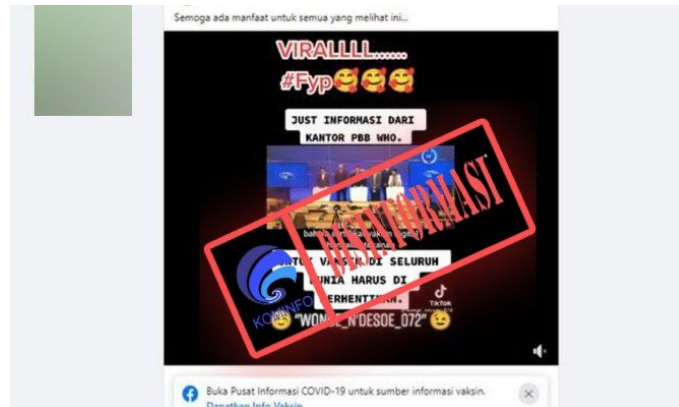 Semoga ada manfaat untuk semua yang melihat ini...
VIRALLLL......
#Fyp
JUST INFORMASI DARI
KANTOR PBB WHO.
DISINFORMASI
UNTUK VAKSIN DI SELURUH
DUNIA HARUS DI
BERHENTIKAN.
TikTok
KOMINFO
"WONGE_N'DESOE_072"
Buka Pusat Informasi COVID-19 untuk sumber informasi vaksin.
Dapatkan Info Vaksin